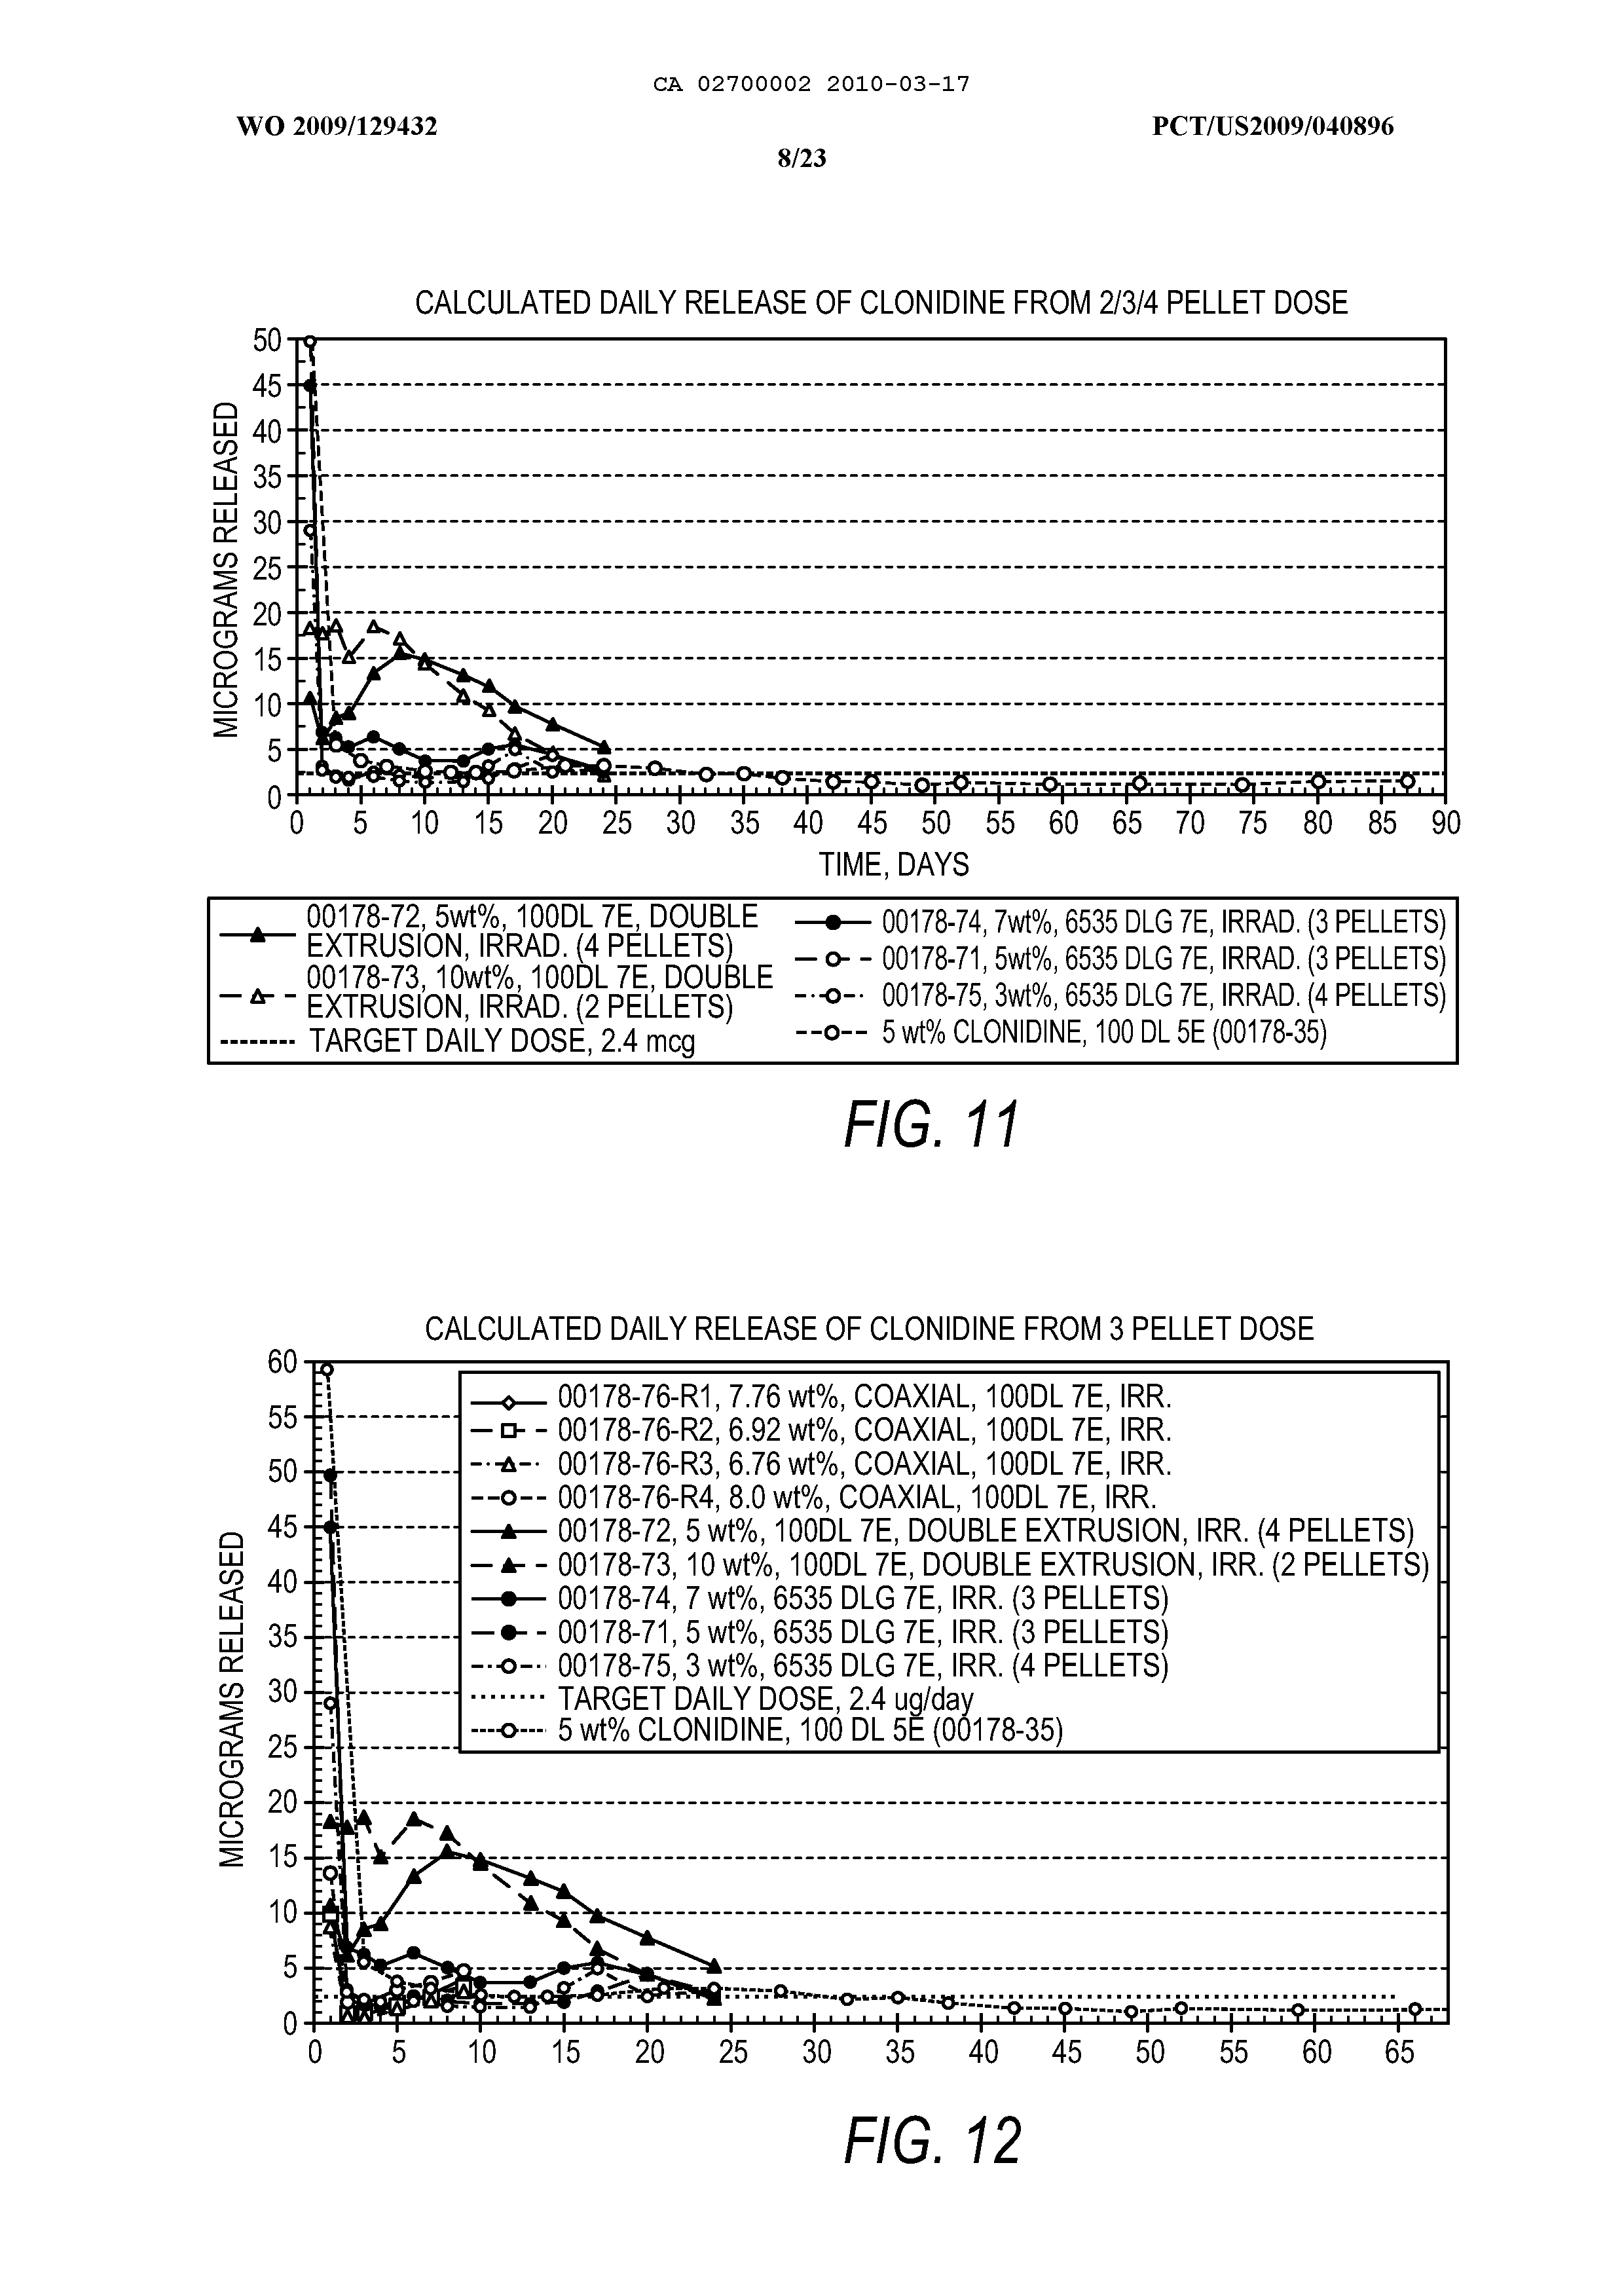 CA 02700002 2010-03-17
WO 2009/129432 PCT/US2009/040896
8/23
CALCULATED DAILY RELEASE OF CLONIDINE FROM 2/3/4 PELLET DOSE
MICROGRAMS RELEASED
50
45
40
35
30
25
20
15
10
5
0
0 5 10 15 20 25 30 35 40 45 50 55 60 65 70 75 80 85 90
TIME, DAYS
00178-72, 5wt%, 100DL 7E, DOUBLE
EXTRUSION, IRRAD. (4 PELLETS)
00178-73, 10wt%, 100DL 7E, DOUBLE
EXTRUSION, IRRAD. (2 PELLETS)
TARGET DAILY DOSE, 2.4 mcg
00178-74, 7wt%, 6535 DLG 7E, IRRAD. (3 PELLETS)
00178-71, 5wt%, 6535 DLG 7E, IRRAD. (3 PELLETS)
00178-75, 3wt%, 6535 DLG 7E, IRRAD. (4 PELLETS)
5 wt% CLONIDINE, 100 DL 5E (00178-35)
FIG. 11
CALCULATED DAILY RELEASE OF CLONIDINE FROM 3 PELLET DOSE
MICROGRAMS RELEASED
60
55
50
45
40
35
30
25
20
15
10
5
0
00178-76-R1, 7.76 wt%, COAXIAL, 100DL 7E, IRR.
00178-76-R2, 6.92 wt%, COAXIAL, 100DL 7E, IRR.
00178-76-R3, 6.76 wt%, COAXIAL, 100DL 7E, IRR.
00178-76-R4, 8.0 wt%, COAXIAL, 100DL 7E, IRR.
00178-72, 5 wt%, 100DL 7E, DOUBLE EXTRUSION, IRR. (4 PELLETS)
00178-73, 10 wt%, 100DL 7E, DOUBLE EXTRUSION, IRR. (2 PELLETS)
00178-74, 7 wt%, 6535 DLG 7E, IRR. (3 PELLETS)
00178-71, 5 wt%, 6535 DLG 7E, IRR. (3 PELLETS)
00178-75, 3 wt%, 6535 DLG 7E, IRR. (4 PELLETS)
TARGET DAILY DOSE, 2.4 ug/day
5 wt% CLONIDINE, 100 DL 5E (00178-35)
0 5 10 15 20 25 30 35 40 45 50 55 60 65
FIG. 12